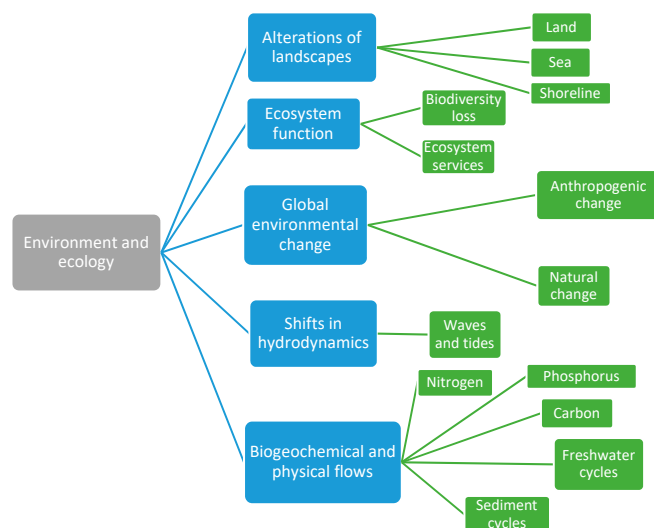 Environment and
ecology
Alterations of
landscapes
Land
Sea
Shoreline
Ecosystem
function
Biodiversity
loss
Ecosystem
services
Global
environmental
change
Anthropogenic
change
Natural
change
Shifts in
hydrodynamics
Waves
and tides
Biogeochemical and
physical flows
Nitrogen
Phosphorus
Carbon
Freshwater
cycles
Sediment
cycles